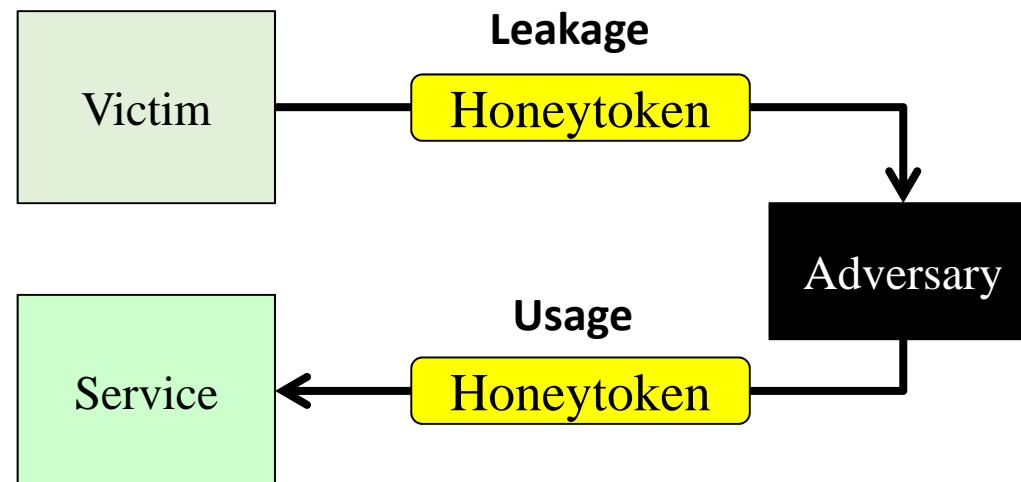 Leakage
Victim
Honeytoken
Adversary
Usage
Service
Honeytoken